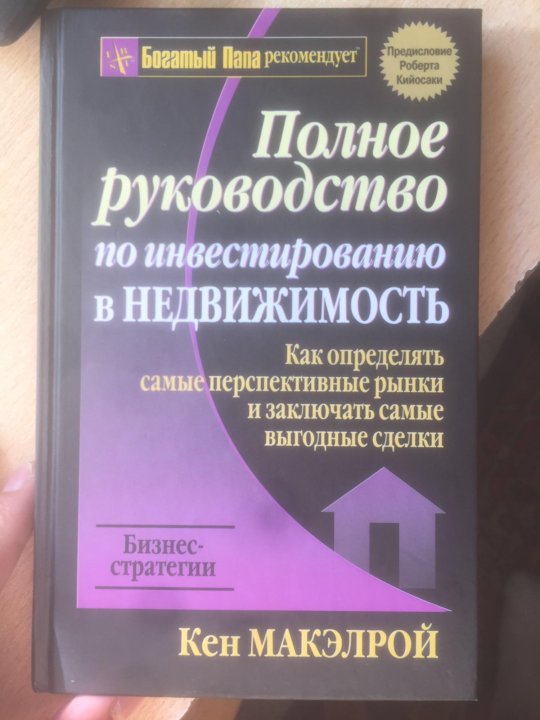 Богатый Папа рекомендует™
Предисловие
Роберта
Кийосаки
Полное
руководство
по инвестированию
в НЕДВИЖИМОСТЬ
Как определять
самые перспективные рынки
и заключать самые
выгодные сделки
Бизнес-
стратегии
Кен МАКЭЛРОЙ